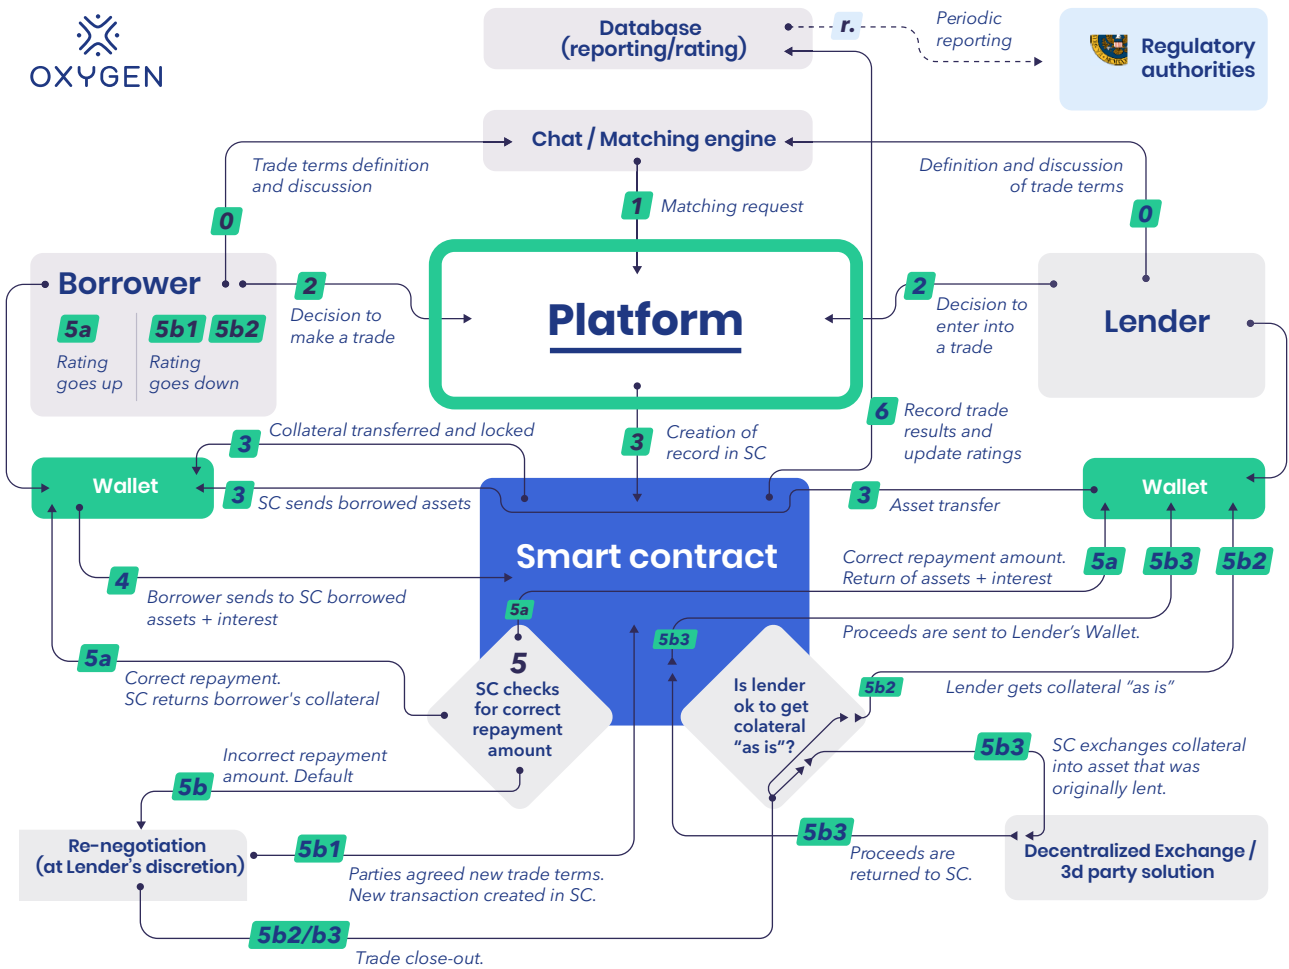 OXYGEN
Database
(reporting/rating)
r.
Periodic
reporting
Regulatory
authorities
Chat / Matching engine
Trade terms definition
and discussion
Definition and discussion
of trade terms
0
1
Matching request
0
Borrower
5a
5b1
5b2
Rating
goes up
Rating
goes down
2
Decision to
make a trade
Platform
2
Decision to
enter into
a trade
Lender
3
Collateral transferred and locked
3
Creation of
record in SC
6
Record trade
results and
update ratings
Wallet
3
SC sends borrowed assets
3
Asset transfer
Wallet
Smart contract
4
Borrower sends to SC borrowed
assets + interest
Correct repayment amount.
Return of assets + interest
5a
5b3
5b2
5a
5b3
Proceeds are sent to Lender's Wallet.
5a
Correct repayment.
SC returns borrower's collateral
5
SC checks
for correct
repayment
amount
Is lender
ok to get
colateral
"as is"?
5b2
Lender gets collateral "as is"
Incorrect repayment
amount. Default
5b
5b3
SC exchanges collateral
into asset that was
originally lent.
Re-negotiation
(at Lender's discretion)
5b1
Parties agreed new trade terms.
New transaction created in SC.
5b3
Proceeds are
returned to SC.
Decentralized Exchange /
3d party solution
5b2/b3
Trade close-out.